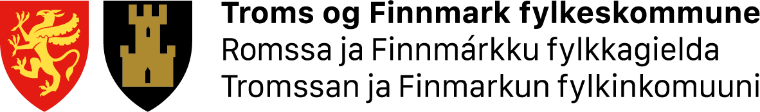 Troms og Finnmark fylkeskommune
Romssa ja Finnmárkku fylkkagielda
Tromssan ja Finmarkun fylkinkomuuni